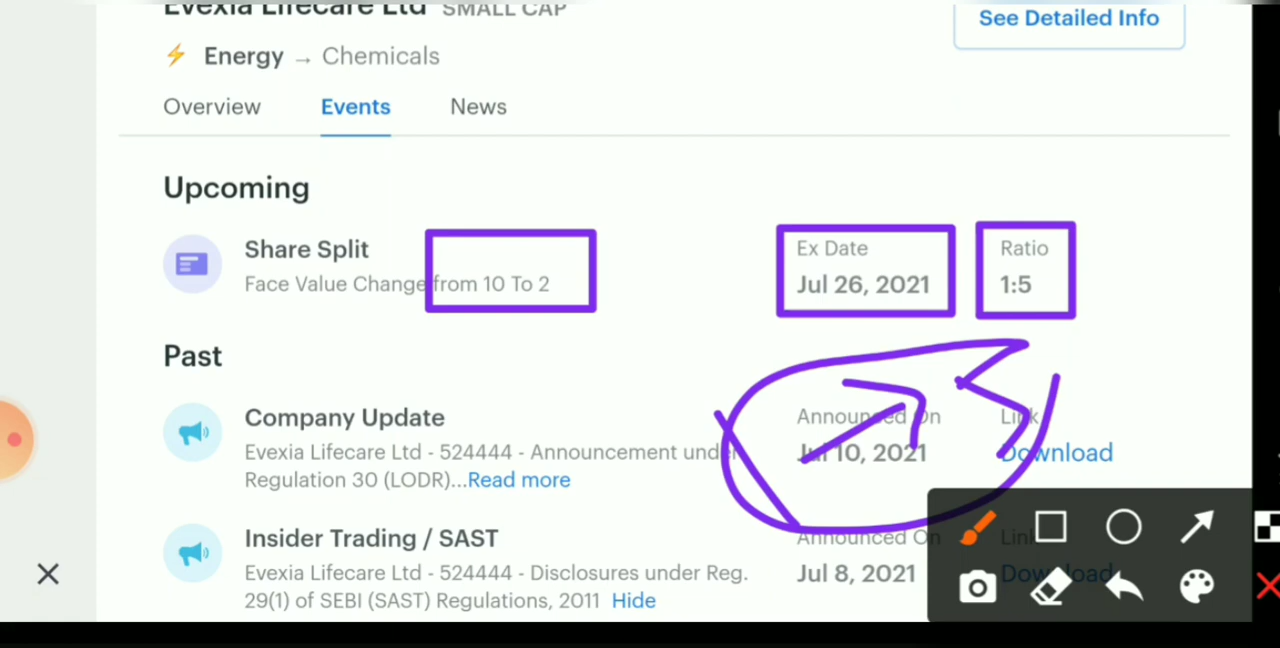 Evexia Lifecare Ltd SMALL CAP
See Detailed Info
Energy → Chemicals
Overview Events News
Upcoming
Share Split
Face Value Change from 10 To 2
Ex Date
Jul 26, 2021
Ratio
1:5
Past
Company Update
Evexia Lifecare Ltd - 524444 - Announcement under
Regulation 30 (LODR)...Read more
Announced On
Jul 10, 2021
Link
Download
Insider Trading / SAST
Evexia Lifecare Ltd - 524444 - Disclosures under Reg.
29(1) of SEBI (SAST) Regulations, 2011 Hide
Announced On
Jul 8, 2021
Link
Download